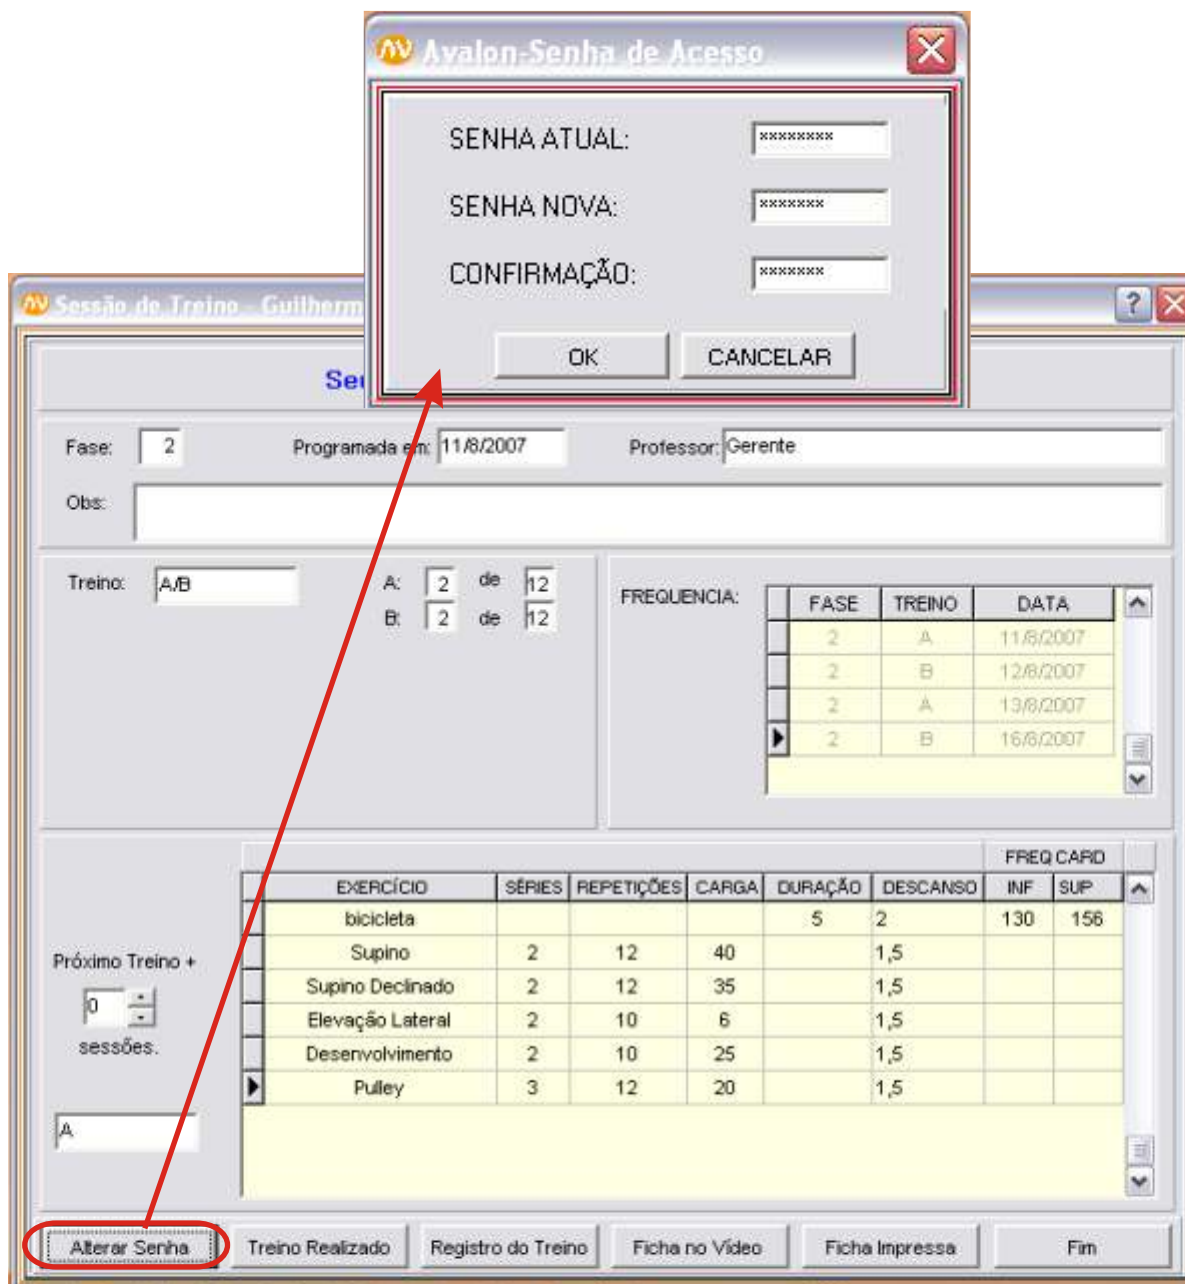 Avalon-Senha de Acesso
SENHA ATUAL: ××××××××
SENHA NOVA: ×××××××
CONFIRMAÇÃO: ×××××××
OK CANCELAR
Sessão de Treino - Guilherm
Fase: 2 Programada em: 11/8/2007 Professor: Gerente
Obs:
Treino: A/B A: 2 de 12
B: 2 de 12
FREQUENCIA:
FASE TREINO DATA
2 A 11/8/2007
2 B 12/8/2007
2 A 13/8/2007
2 B 16/8/2007
FREQ CARD
EXERCÍCIO SÉRIES REPETIÇÕES CARGA DURAÇÃO DESCANSO INF SUP
bicicleta 5 2 130 156
Supino 2 12 40 1,5
Supino Declinado 2 12 35 1,5
Elevação Lateral 2 10 6 1,5
Desenvolvimento 2 10 25 1,5
Pulley 3 12 20 1,5
Próximo Treino +
0
sessões.
A
Alterar Senha Treino Realizado Registro do Treino Ficha no Vídeo Ficha Impressa Fim